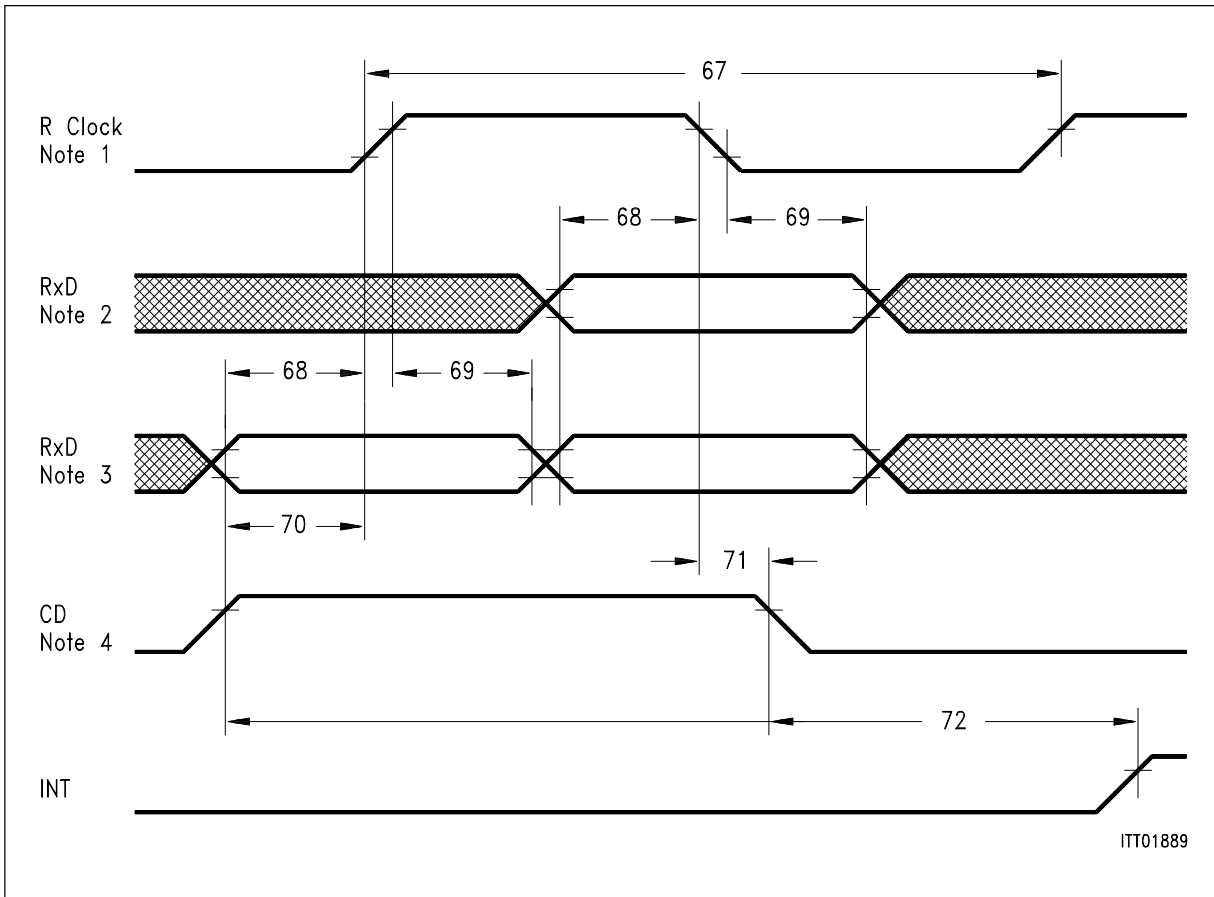 67
R Clock
Note 1
68
69
RxD
Note 2
68
69
RxD
Note 3
70
71
CD
Note 4
72
INT
ITT01889